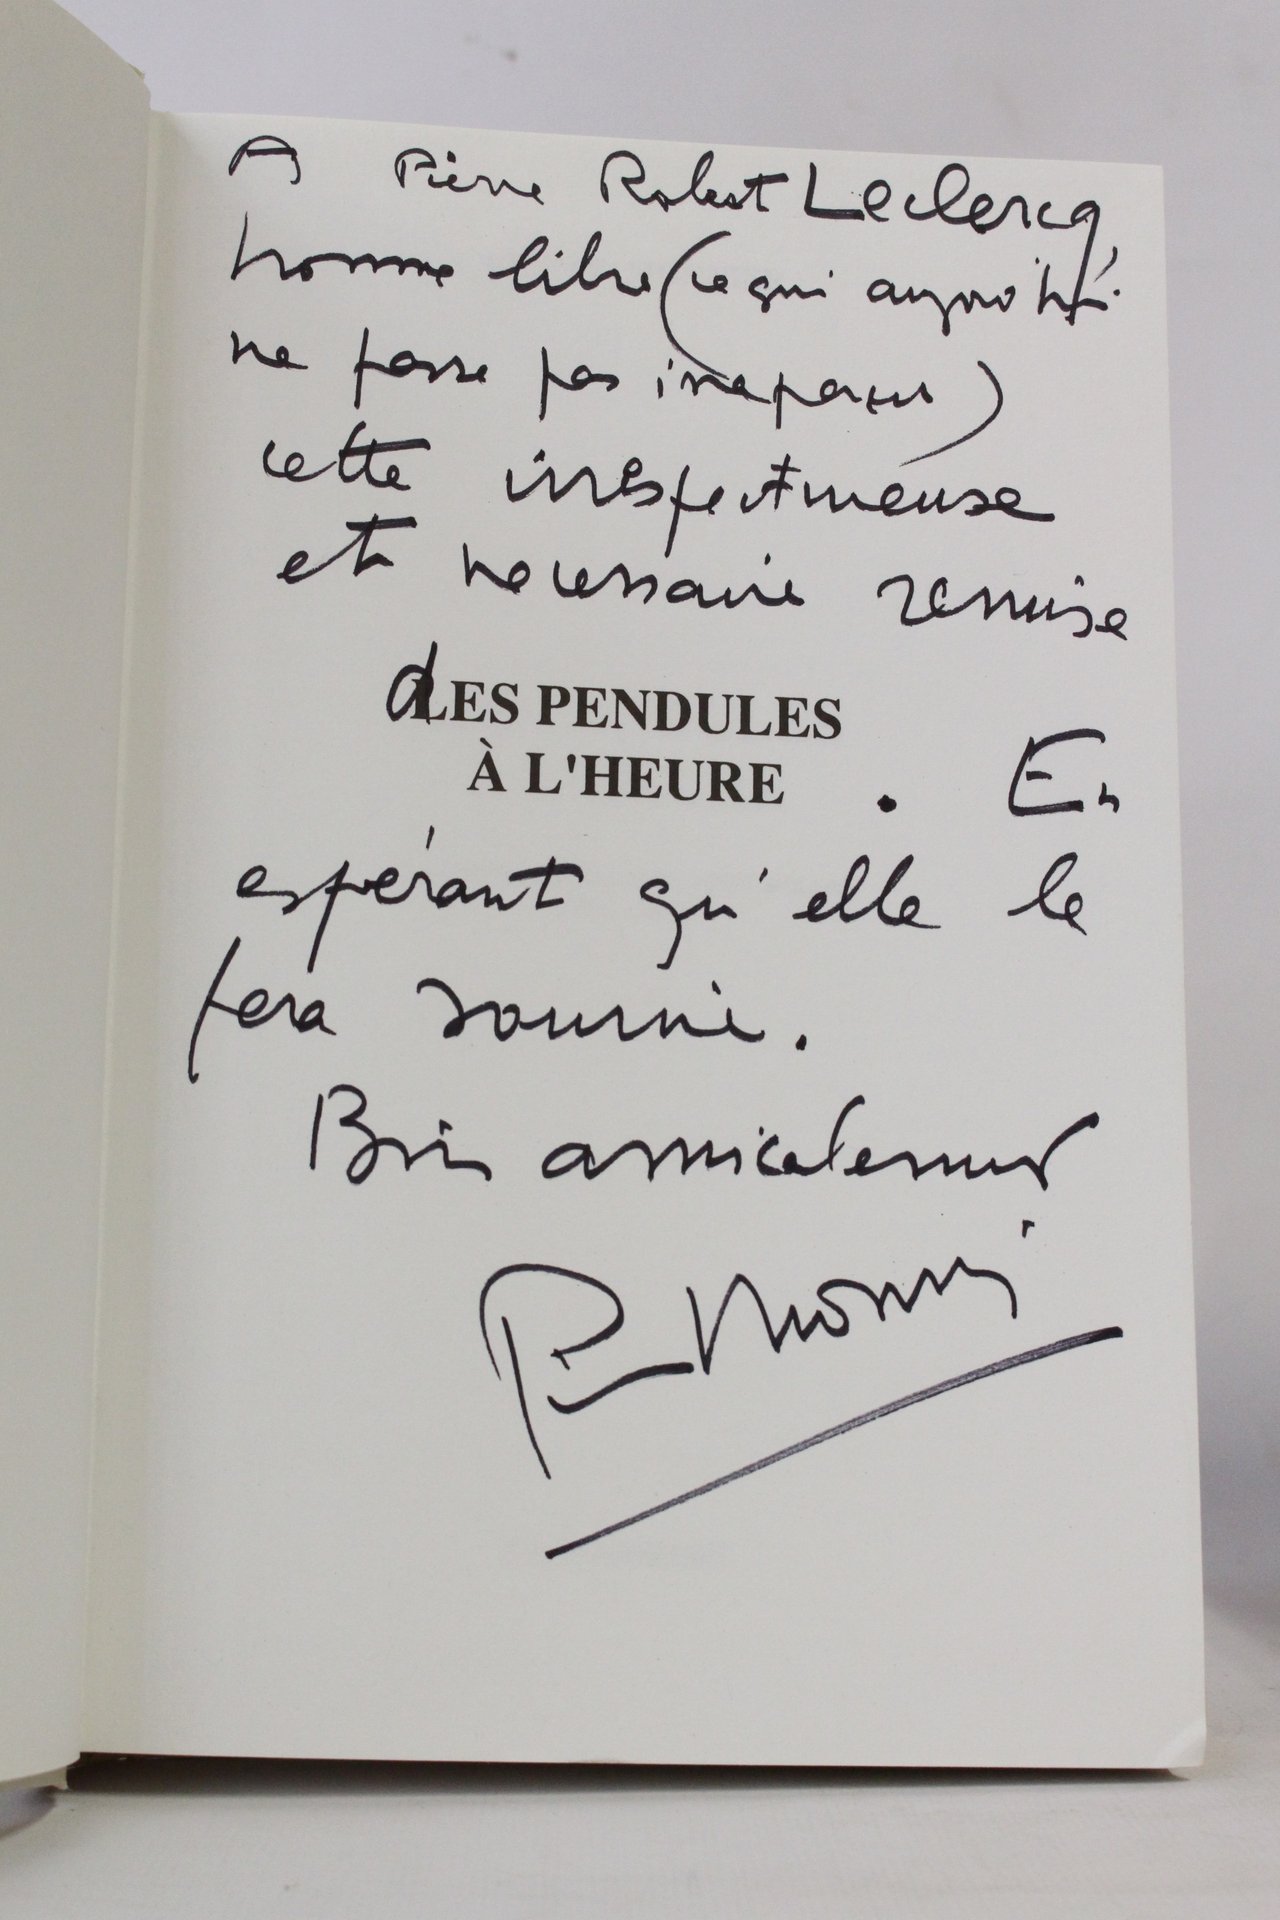 A Pierre Robert Leclercq,
homme libre (ce qui aujourd'hui
ne passe pas inaperçu)
cette irrespectueuse
et necessaire remise
dES PENDULES
À L'HEURE. En
espérant qu'elle le
fera sourire.
Bien amicalement